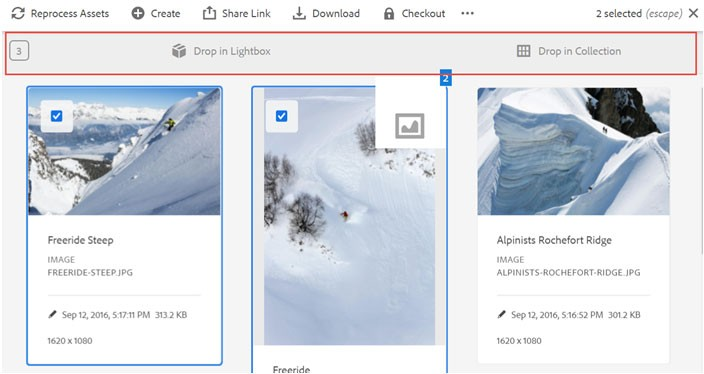 Reprocess Assets Create Share Link Download Checkout ••• 2 selected (escape) ×
3 Drop in Lightbox Drop in Collection
2
Freeride Steep
IMAGE
FREERIDE-STEEP.JPG
Sep 12, 2016, 5:17:11 PM 313.2 KB
1620 x 1080
Freeride
Alpinists Rochefort Ridge
IMAGE
ALPINISTS-ROCHEFORT-RIDGE.JPG
Sep 12, 2016, 5:16:52 PM 301.2 KB
1620 x 1080